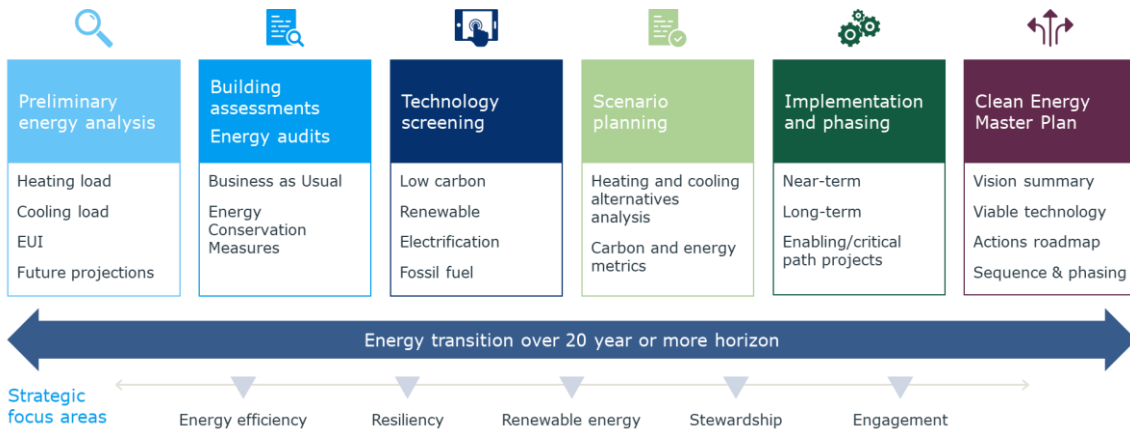 Preliminary
energy analysis
Heating load
Cooling load
EUI
Future projections
Building
assessments
Energy audits
Business as Usual
Energy
Conservation
Measures
Technology
screening
Low carbon
Renewable
Electrification
Fossil fuel
Scenario
planning
Heating and cooling
alternatives
analysis
Carbon and energy
metrics
Implementation
and phasing
Near-term
Long-term
Enabling/critical
path projects
Clean Energy
Master Plan
Vision summary
Viable technology
Actions roadmap
Sequence & phasing
Energy transition over 20 year or more horizon
Strategic
focus areas
Energy efficiency
Resiliency
Renewable energy
Stewardship
Engagement